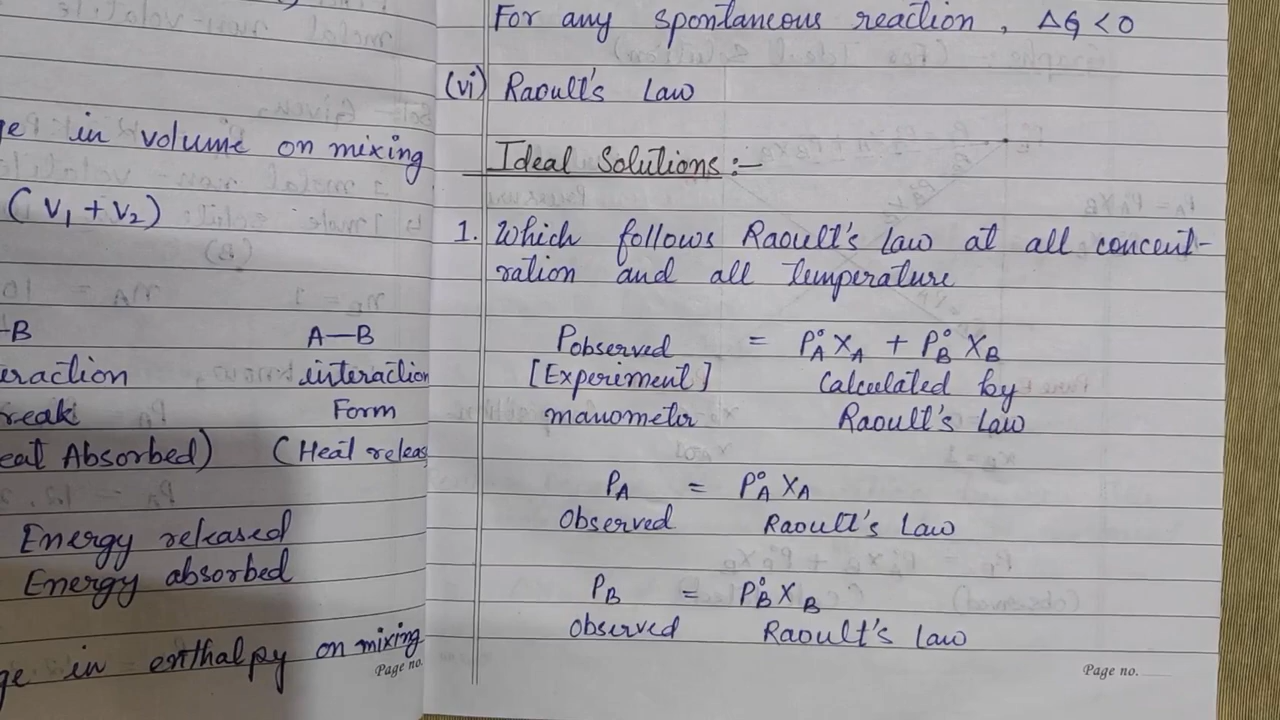 ge in volume on mixing
(V₁ + V₂)
-B A—B
eraction interaction
reak Form
eat Absorbed) (Heat releas
Energy released
Energy absorbed
ge in enthalpy on mixing
Page no.
For any spontaneous reaction, ΔG < 0
(vi) Raoult's Law
Ideal Solutions :-
1. Which follows Raoult's Law at all concent-
ration and all temperature
Pobserved = P°A XA + P°B XB
[Experiment] Calculated by
manometer Raoult's Law
PA = P°A XA
Observed Raoult's Law
PB = P°B XB
observed Raoult's Law
Page no.